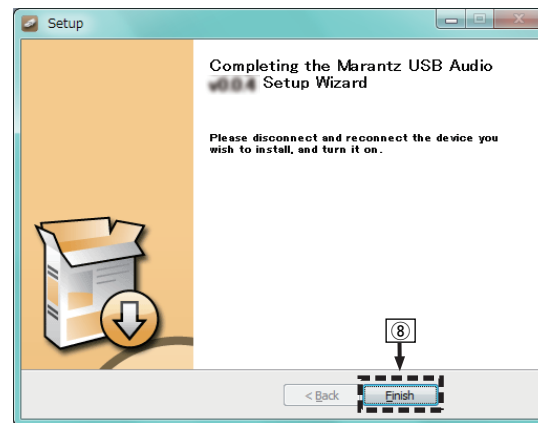 Setup
Completing the Marantz USB Audio
Setup Wizard
Please disconnect and reconnect the device you
wish to install, and turn it on.
⑧
< Back
Finish